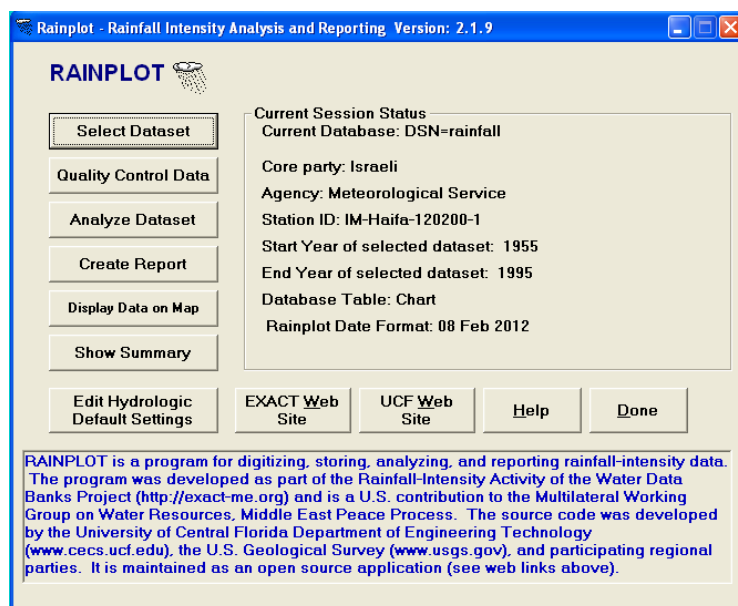 Rainplot - Rainfall Intensity Analysis and Reporting Version: 2.1.9
RAINPLOT
Select Dataset
Quality Control Data
Analyze Dataset
Create Report
Display Data on Map
Show Summary
Current Session Status
Current Database: DSN=rainfall
Core party: Israeli
Agency: Meteorological Service
Station ID: IM-Haifa-120200-1
Start Year of selected dataset: 1955
End Year of selected dataset: 1995
Database Table: Chart
Rainplot Date Format: 08 Feb 2012
Edit Hydrologic
Default Settings
EXACT Web
Site
UCF Web
Site
Help
Done
RAINPLOT is a program for digitizing, storing, analyzing, and reporting rainfall-intensity data.
The program was developed as part of the Rainfall-Intensity Activity of the Water Data
Banks Project (http://exact-me.org) and is a U.S. contribution to the Multilateral Working
Group on Water Resources, Middle East Peace Process. The source code was developed
by the University of Central Florida Department of Engineering Technology
(www.cecs.ucf.edu), the U.S. Geological Survey (www.usgs.gov), and participating regional
parties. It is maintained as an open source application (see web links above).